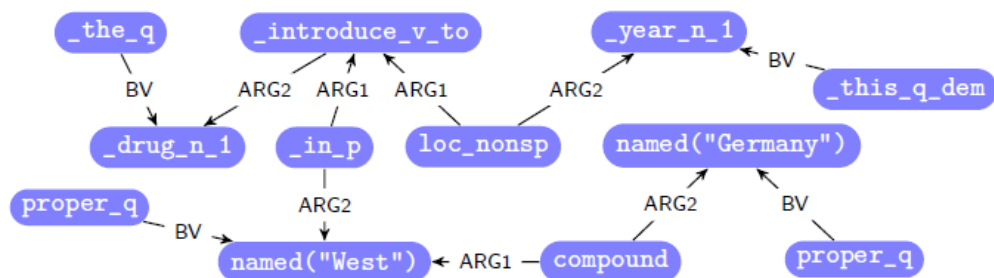 _the_q _introduce_v_to _year_n_1
BV ARG2 ARG1 ARG1 ARG2 BV
_this_q_dem
_drug_n_1 _in_p loc_nonsp named("Germany")
proper_q ARG2 ARG2 BV
BV
named("West") ARG1 compound proper_q